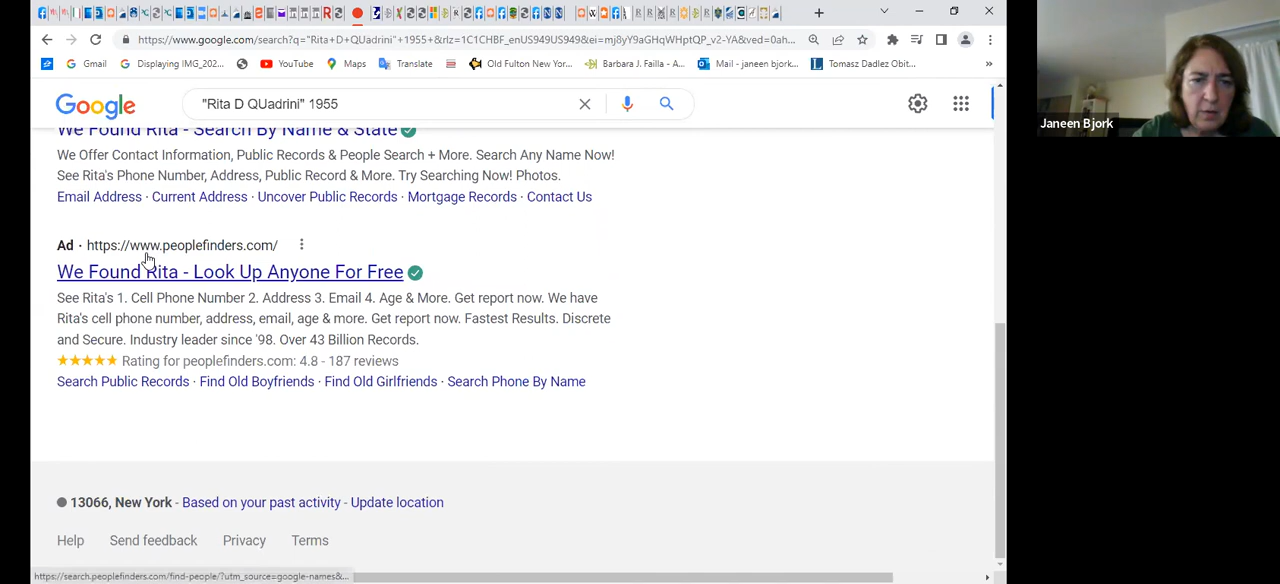 https://www.google.com/search?q="Rita+D+QUadrini"+1955+&rlz=1C1CHBF_enUS949US949&ei=mj8yY9aGHqWHptQP_v2-YA&ved=0ah...
Gmail
Displaying IMG_202...
YouTube
Maps
Translate
Old Fulton New Yor...
Barbara J. Failla - A...
Mail - janeen bjork...
Tomasz Dadlez Obit...
»
Google
"Rita D QUadrini" 1955
We Found Rita - Search By Name & State
We Offer Contact Information, Public Records & People Search + More. Search Any Name Now!
See Rita's Phone Number, Address, Public Record & More. Try Searching Now! Photos.
Email Address · Current Address · Uncover Public Records · Mortgage Records · Contact Us
Ad · https://www.peoplefinders.com/
We Found Rita - Look Up Anyone For Free
See Rita's 1. Cell Phone Number 2. Address 3. Email 4. Age & More. Get report now. We have
Rita's cell phone number, address, email, age & more. Get report now. Fastest Results. Discrete
and Secure. Industry leader since '98. Over 43 Billion Records.
★★★★★ Rating for peoplefinders.com: 4.8 - 187 reviews
Search Public Records · Find Old Boyfriends · Find Old Girlfriends · Search Phone By Name
13066, New York - Based on your past activity - Update location
Help Send feedback Privacy Terms
https://search.peoplefinders.com/find-people/?utm_source=google-names&...
Janeen Bjork